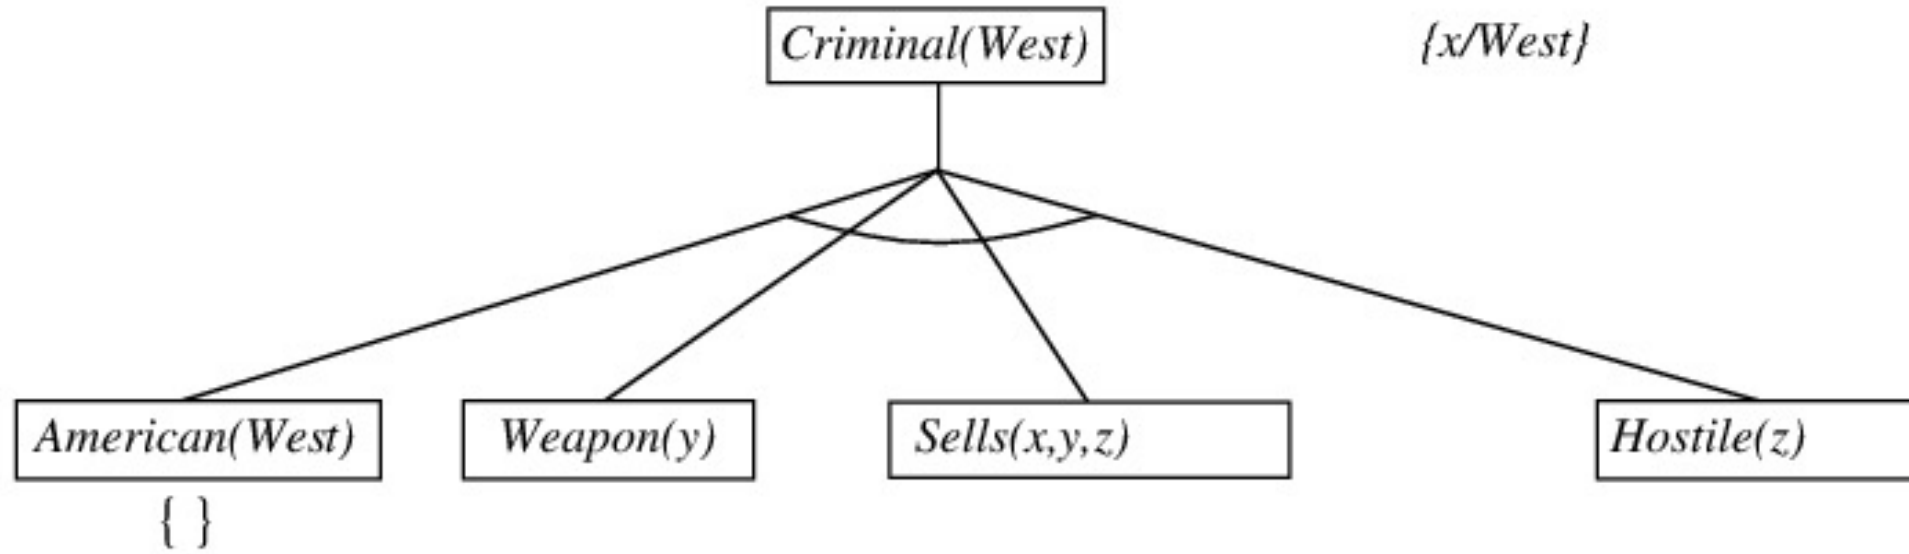 Criminal(West)
{x/West}
American(West)
Weapon(y)
Sells(x,y,z)
Hostile(z)
{ }